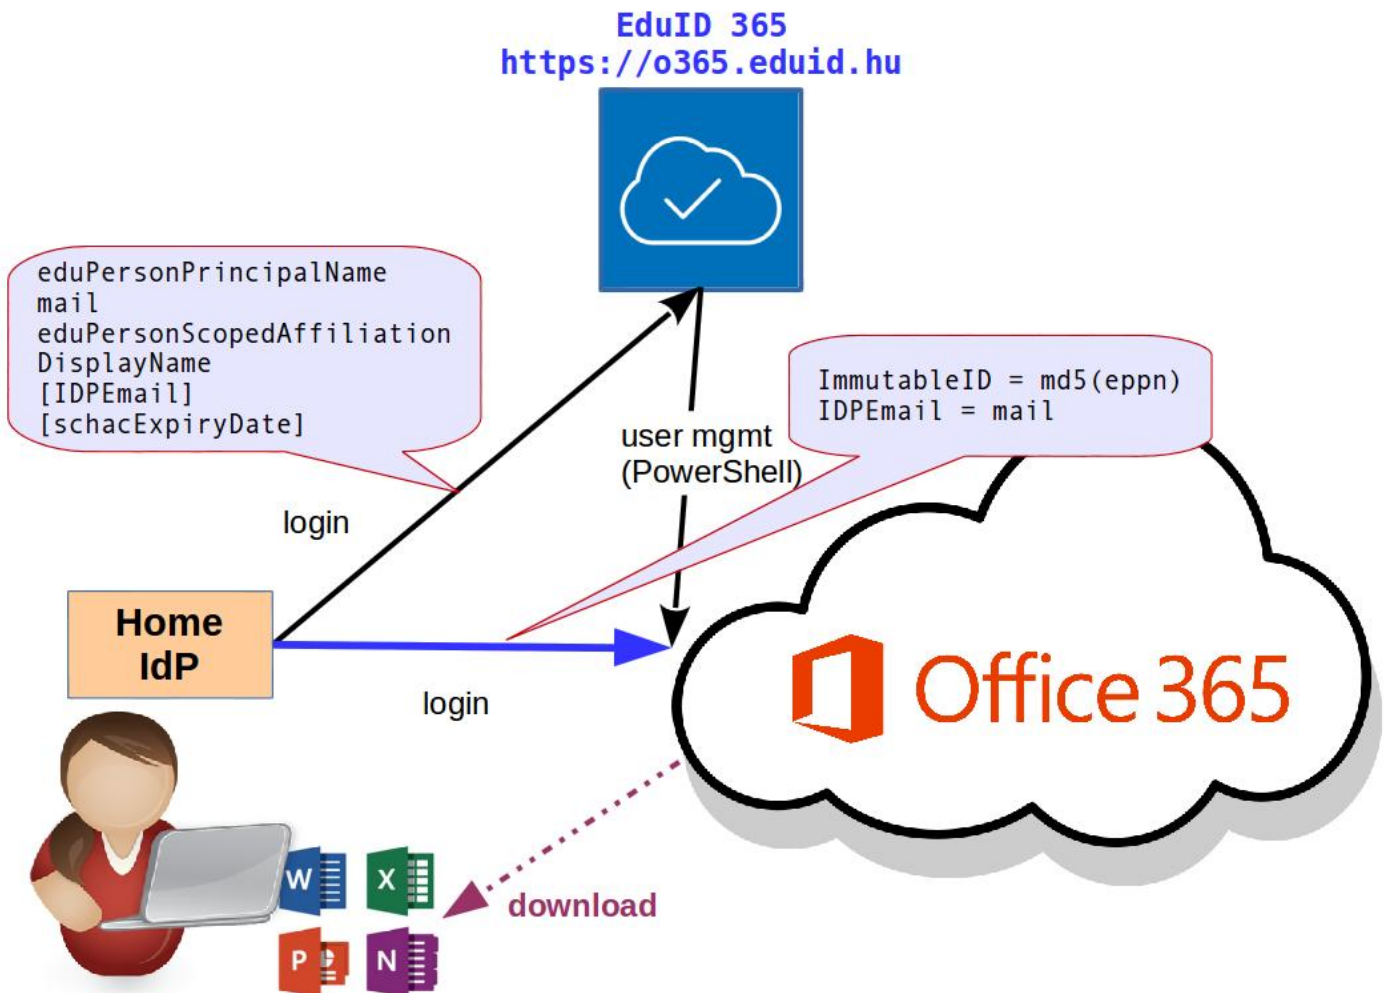 EduID 365
https://o365.eduid.hu
eduPersonPrincipalName
mail
eduPersonScopedAffiliation
DisplayName
[IDPEmail]
[schacExpiryDate]
ImmutableID = md5(eppn)
IDPEmail = mail
user mgmt
(PowerShell)
login
Home
IdP
login
Office 365
W
X
download
P
N